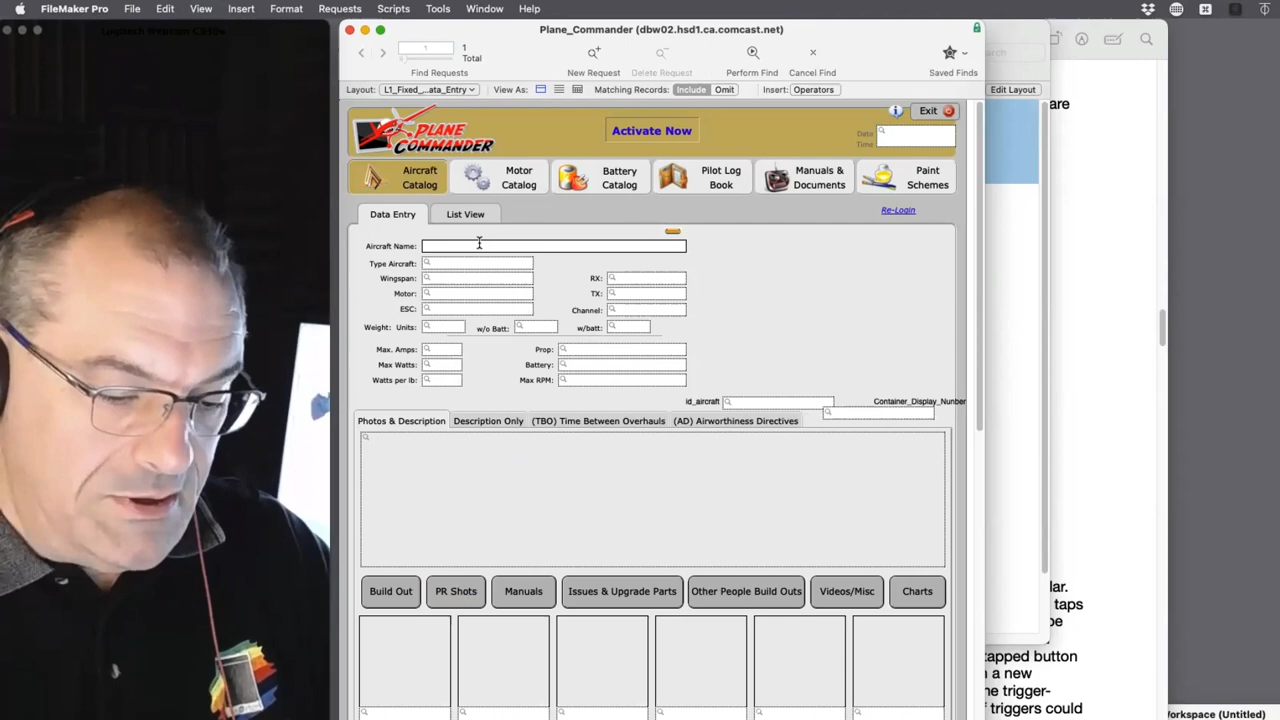 FileMaker Pro File Edit View Insert Format Requests Scripts Tools Window Help
Plane_Commander (dbw02.hsd1.ca.comcast.net)
1
1
Total
Find Requests
New Request
Delete Request
Perform Find
Cancel Find
Saved Finds
Layout: L1_Fixed_...ata_Entry View As: Matching Records: Include Omit Insert: Operators Edit Layout
are
PLANE
COMMANDER
Activate Now
Exit
Date
Time
Aircraft
Catalog
Motor
Catalog
Battery
Catalog
Pilot Log
Book
Manuals &
Documents
Paint
Schemes
Data Entry
List View
Re-Login
Aircraft Name:
Type Aircraft:
Wingspan: RX:
Motor: TX:
ESC: Channel:
Weight: Units: w/o Batt: w/batt:
Max. Amps: Prop:
Max Watts: Battery:
Watts per lb: Max RPM:
id_aircraft Container_Display_Number
Photos & Description Description Only (TBO) Time Between Overhauls (AD) Airworthiness Directives
Build Out PR Shots Manuals Issues & Upgrade Parts Other People Build Outs Videos/Misc Charts
lar.
taps
be
tapped button
a new
ne trigger-
f triggers could
orkspace (Untitled)